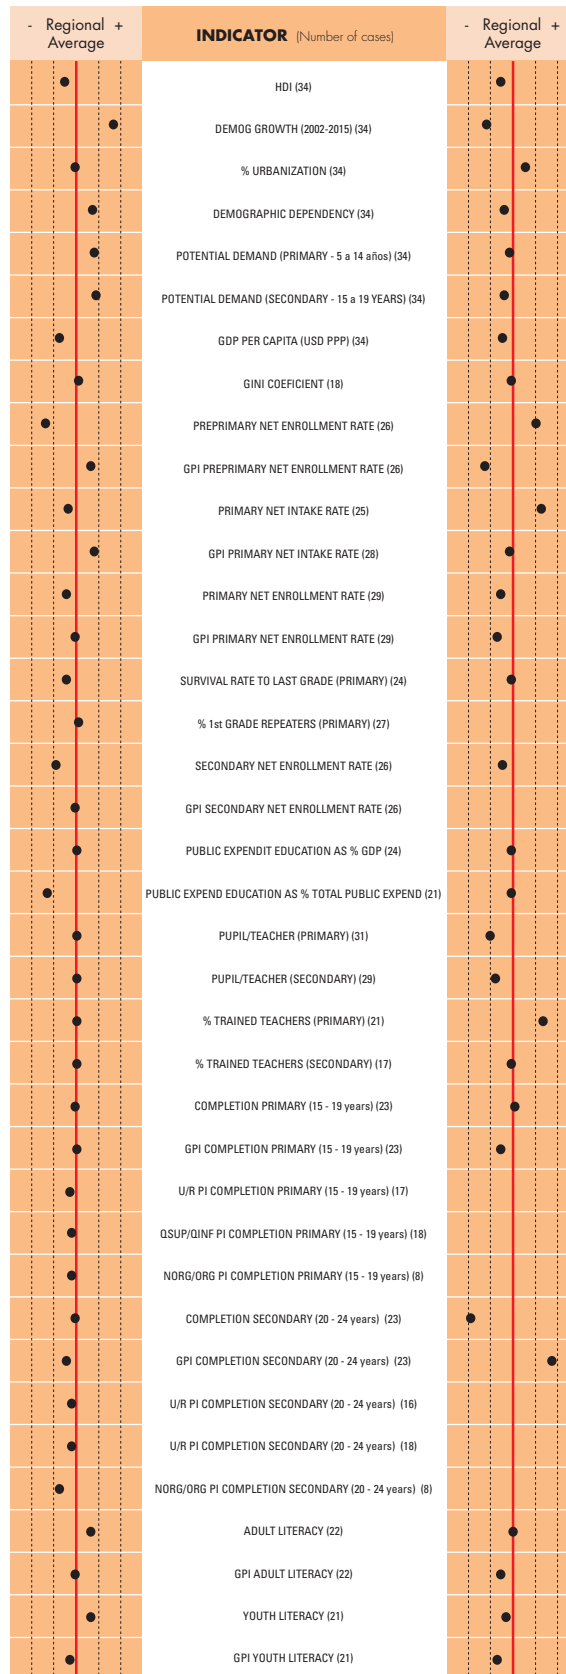 - Regional +
Average
INDICATOR (Number of cases)
- Regional +
Average
HDI (34)
DEMOG GROWTH (2002-2015) (34)
% URBANIZATION (34)
DEMOGRAPHIC DEPENDENCY (34)
POTENTIAL DEMAND (PRIMARY - 5 a 14 años) (34)
POTENTIAL DEMAND (SECONDARY - 15 a 19 YEARS) (34)
GDP PER CAPITA (USD PPP) (34)
GINI COEFICIENT (18)
PREPRIMARY NET ENROLLMENT RATE (26)
GPI PREPRIMARY NET ENROLLMENT RATE (26)
PRIMARY NET INTAKE RATE (25)
GPI PRIMARY NET INTAKE RATE (28)
PRIMARY NET ENROLLMENT RATE (29)
GPI PRIMARY NET ENROLLMENT RATE (29)
SURVIVAL RATE TO LAST GRADE (PRIMARY) (24)
% 1st GRADE REPEATERS (PRIMARY) (27)
SECONDARY NET ENROLLMENT RATE (26)
GPI SECONDARY NET ENROLLMENT RATE (26)
PUBLIC EXPENDIT EDUCATION AS % GDP (24)
PUBLIC EXPEND EDUCATION AS % TOTAL PUBLIC EXPEND (21)
PUPIL/TEACHER (PRIMARY) (31)
PUPIL/TEACHER (SECONDARY) (29)
% TRAINED TEACHERS (PRIMARY) (21)
% TRAINED TEACHERS (SECONDARY) (17)
COMPLETION PRIMARY (15 - 19 years) (23)
GPI COMPLETION PRIMARY (15 - 19 years) (23)
U/R PI COMPLETION PRIMARY (15 - 19 years) (17)
QSUP/QINF PI COMPLETION PRIMARY (15 - 19 years) (18)
NORG/ORG PI COMPLETION PRIMARY (15 - 19 years) (8)
COMPLETION SECONDARY (20 - 24 years) (23)
GPI COMPLETION SECONDARY (20 - 24 years) (23)
U/R PI COMPLETION SECONDARY (20 - 24 years) (16)
U/R PI COMPLETION SECONDARY (20 - 24 years) (18)
NORG/ORG PI COMPLETION SECONDARY (20 - 24 years) (8)
ADULT LITERACY (22)
GPI ADULT LITERACY (22)
YOUTH LITERACY (21)
GPI YOUTH LITERACY (21)